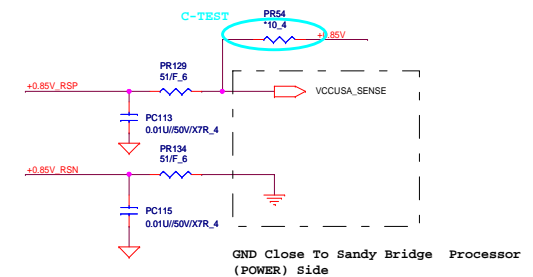 C-TEST
PR54
*10_4
+0.85V
PR129
51/F_6
+0.85V_RSP
VCCUSA_SENSE
PC113
0.01U//50V/X7R_4
PR134
51/F_6
+0.85V_RSN
PC115
0.01U//50V/X7R_4
GND Close To Sandy Bridge Processor
(POWER) Side